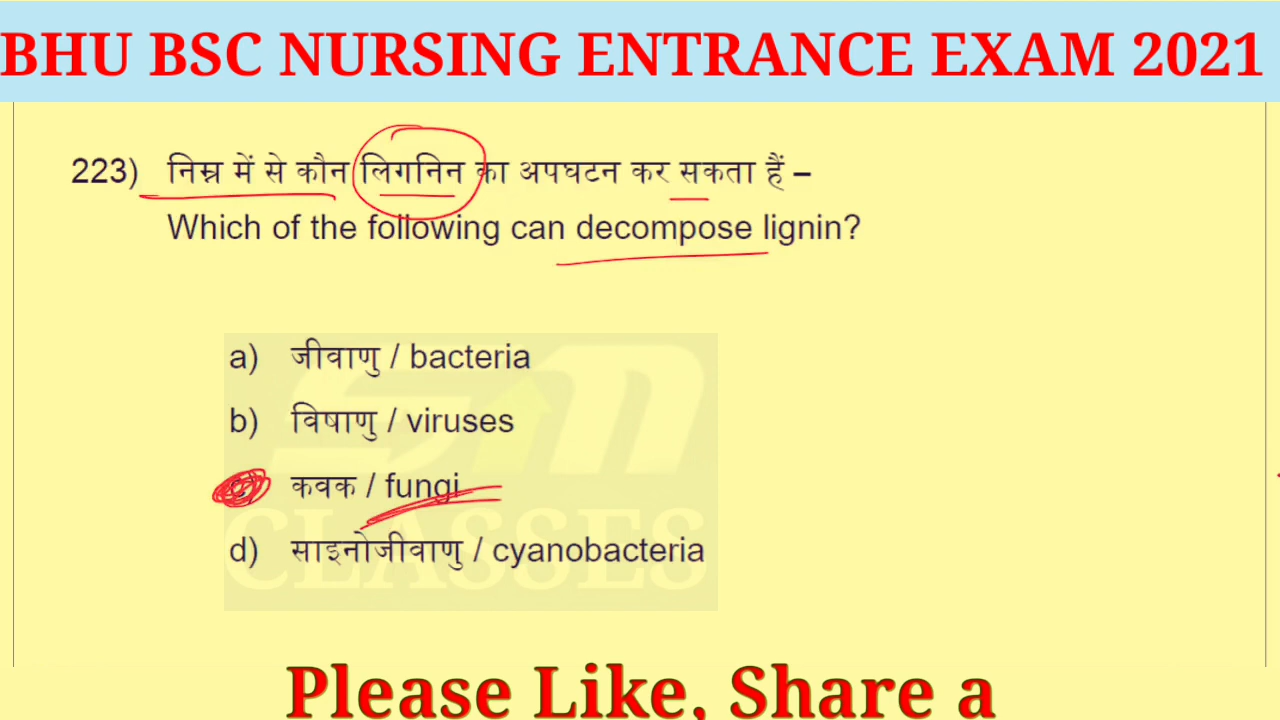 BHU BSC NURSING ENTRANCE EXAM 2021
223) निम्न में से कौन लिगनिन का अपघटन कर सकता हैं –
Which of the following can decompose lignin?
a) जीवाणु / bacteria
b) विषाणु / viruses
कवक / fungi
d) साइनोजीवाणु / cyanobacteria
CLASSES
Please Like, Share a